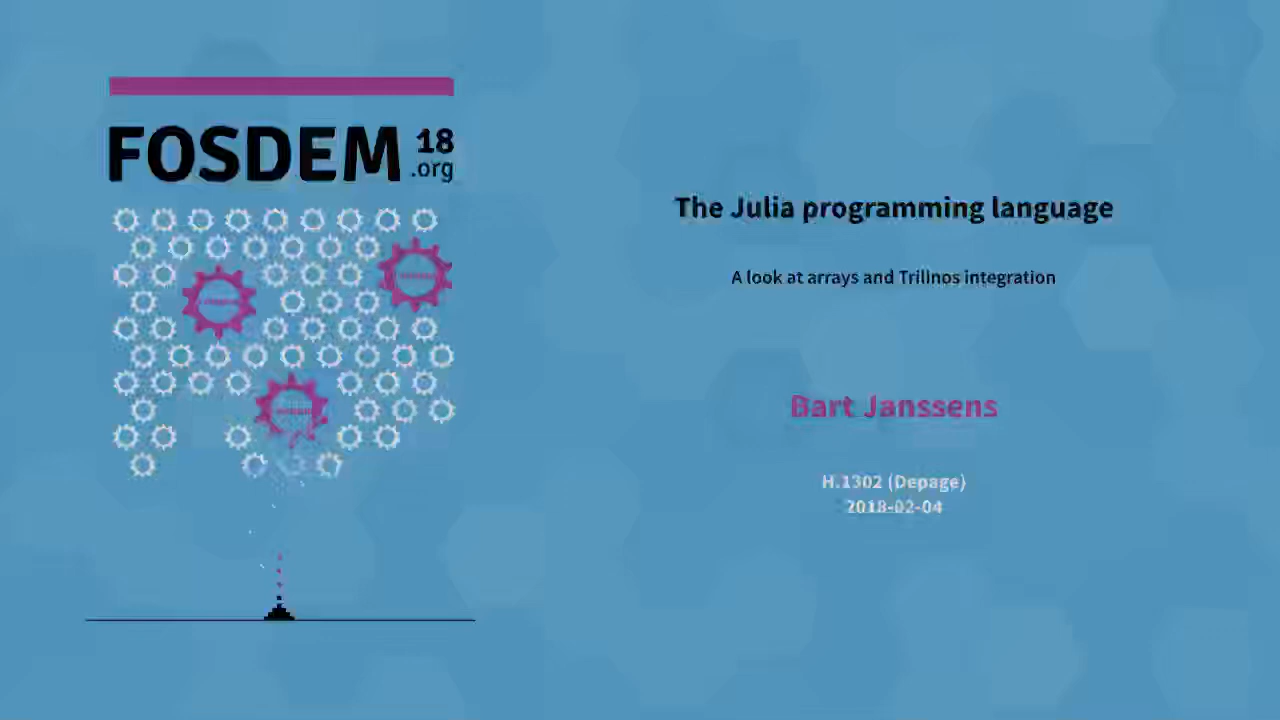 FOSDEM 18
.org
The Julia programming language
A look at arrays and Trilinos integration
Bart Janssens
H.1302 (Depage)
2018-02-04